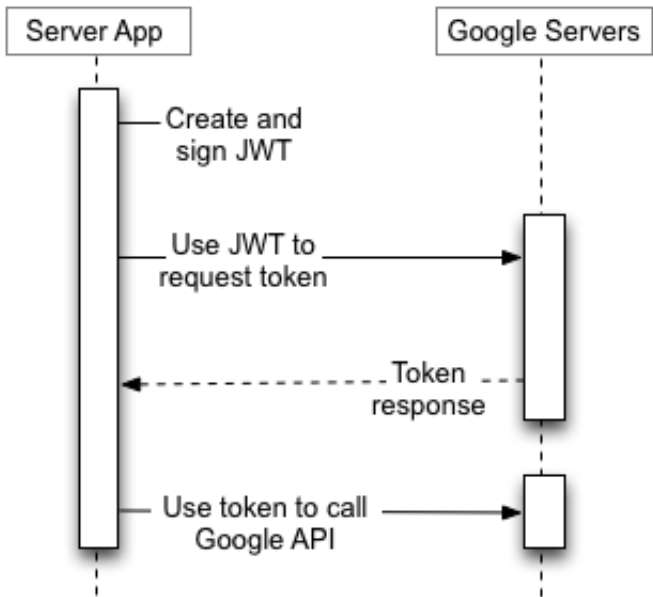 Server App
Google Servers
Create and
sign JWT
Use JWT to
request token
Token
response
Use token to call
Google API